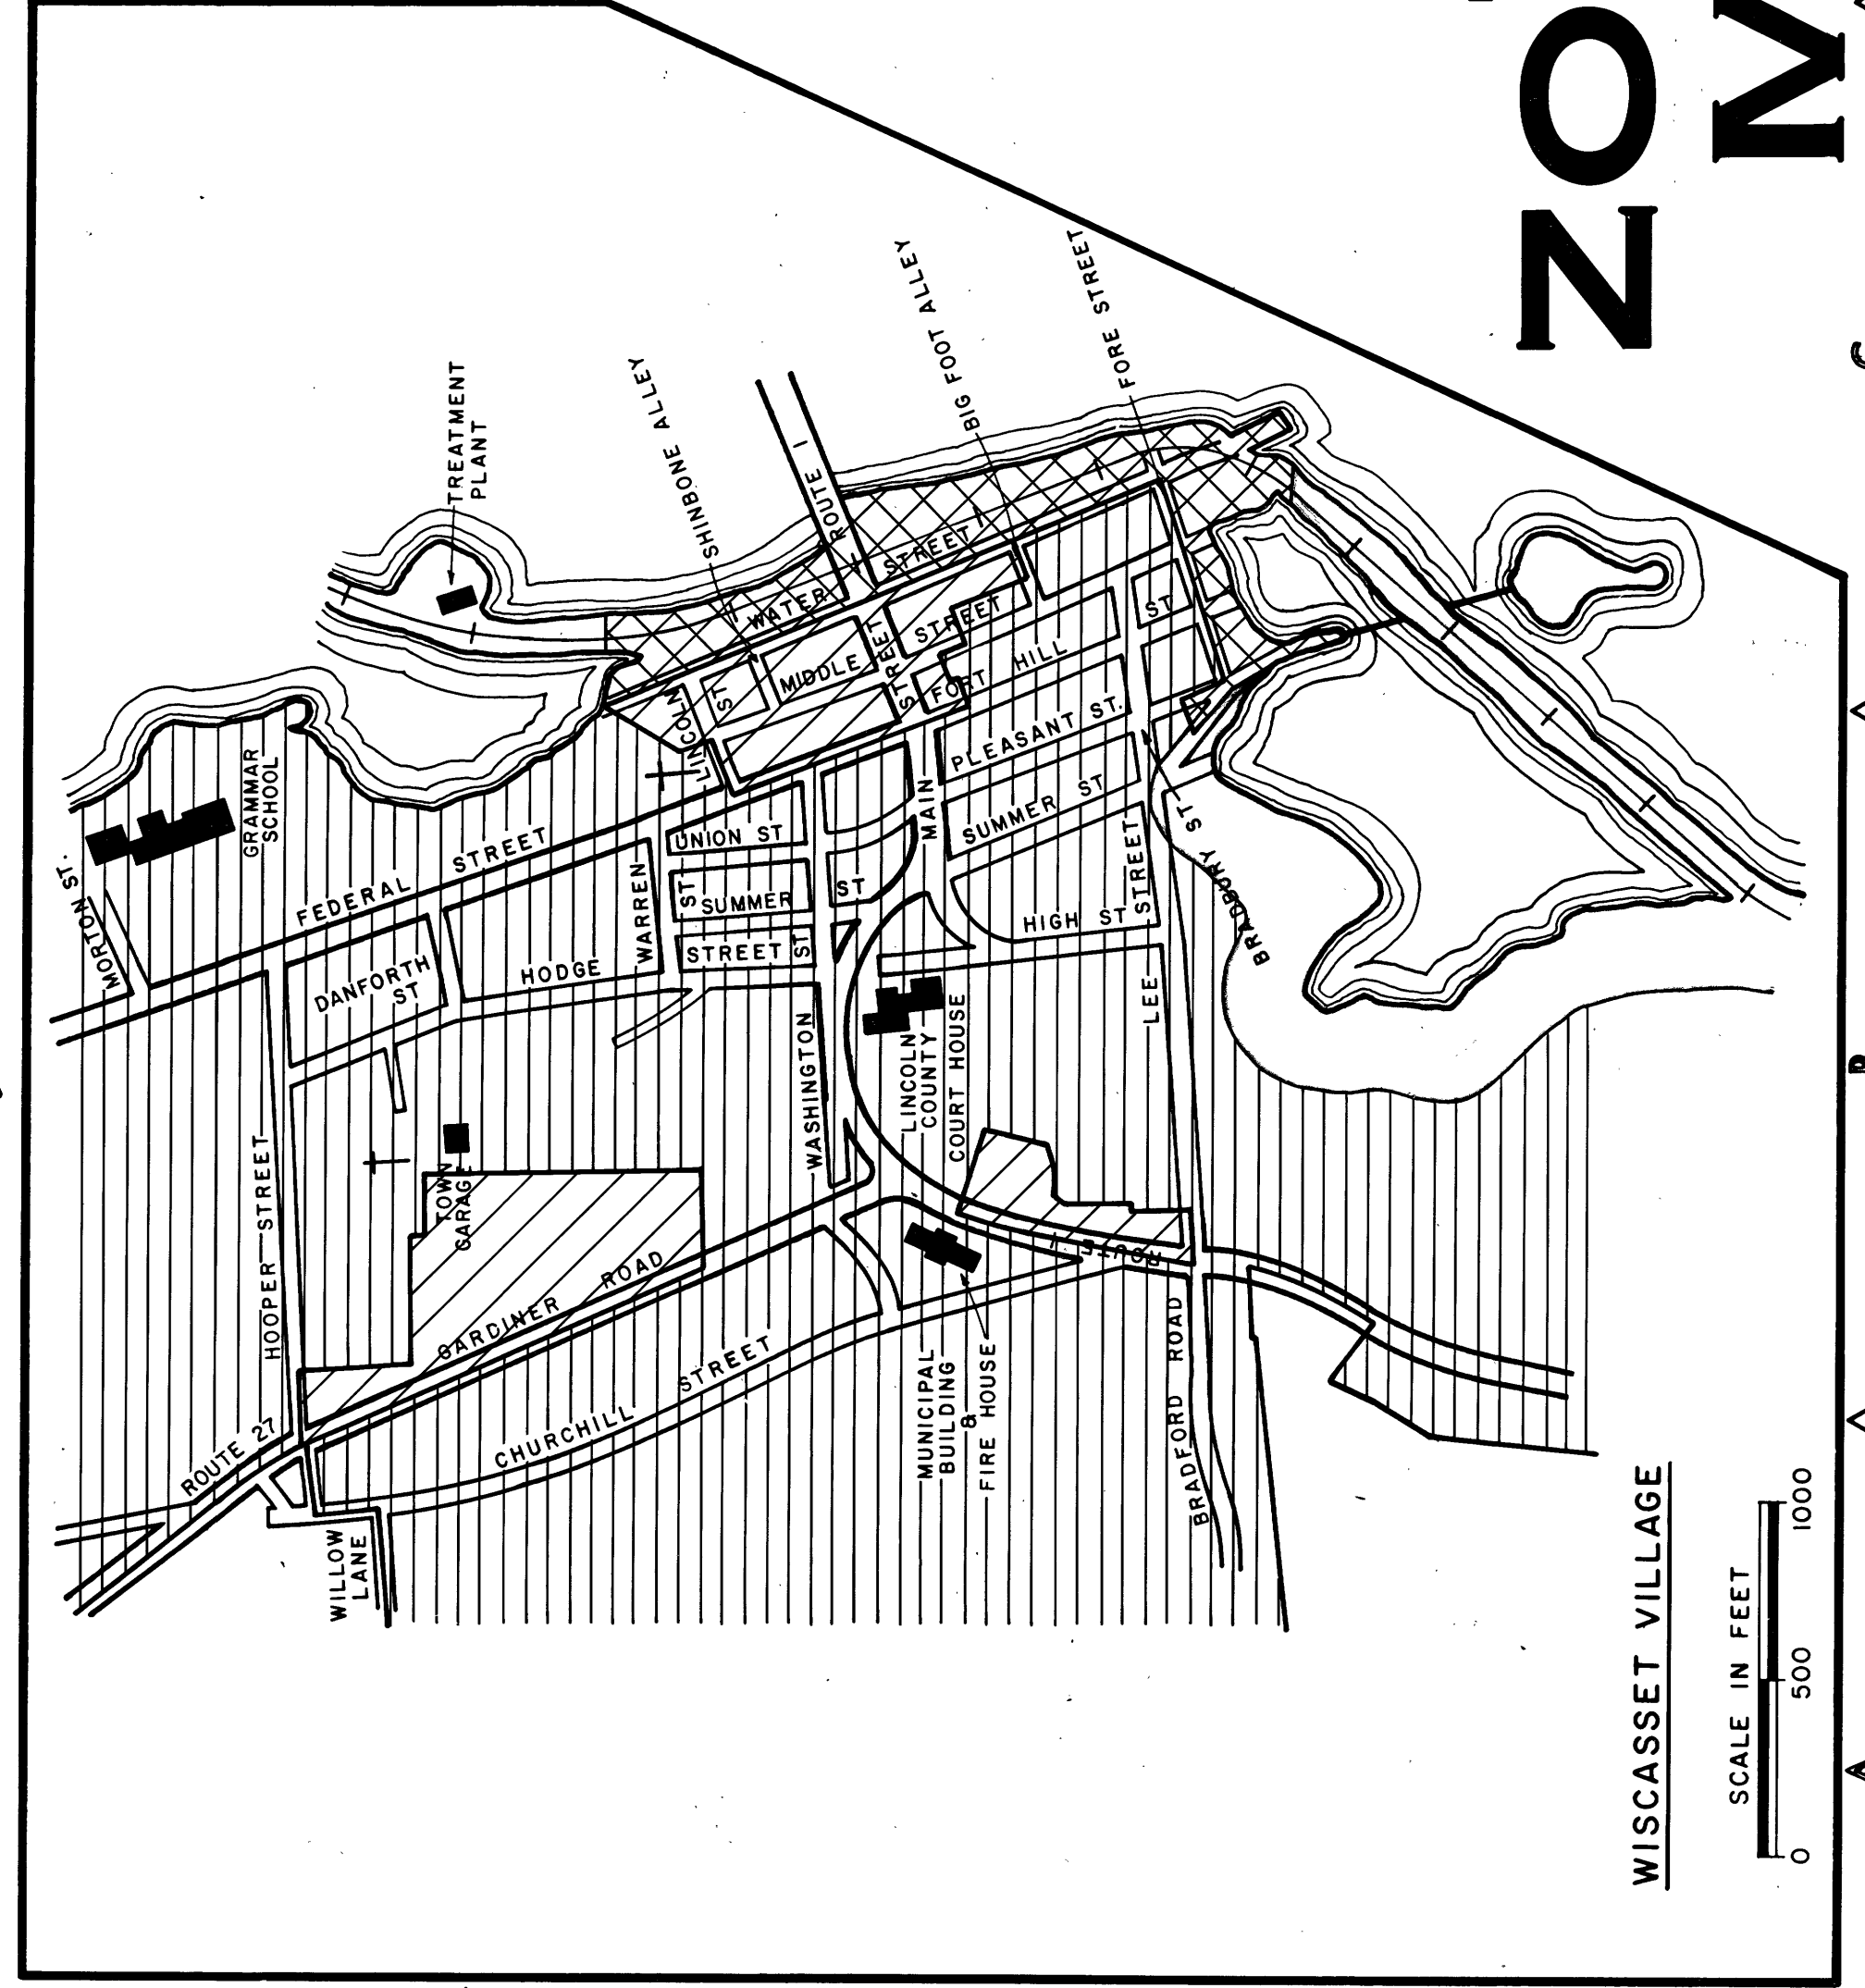 MORTON ST.
GRAMMAR
SCHOOL
TREATMENT
PLANT
FEDERAL STREET
DANFORTH
ST
HODGE
STREET
WARREN
ST
UNION ST
SUMMER
ST
LINCOLN
ST
SHINBONE ALLEY
WATER STREET
ROUTE 1
MIDDLE STREET
BIG FOOT ALLEY
FORE STREET
FORT HILL
ST
MAIN STREET
PLEASANT ST.
SUMMER ST
HIGH ST
LEE STREET
BRADBURY ST
WASHINGTON ST
LINCOLN
COUNTY
COURT HOUSE
HOOPER STREET
TOWN
GARAGE
GARDINER ROAD
ROUTE 27
CHURCHILL STREET
WILLOW
LANE
MUNICIPAL
BUILDING
&
FIRE HOUSE
ROUTE 1
BRADFORD ROAD
WISCASSET VILLAGE
SCALE IN FEET
0 500 1000
ZO
M